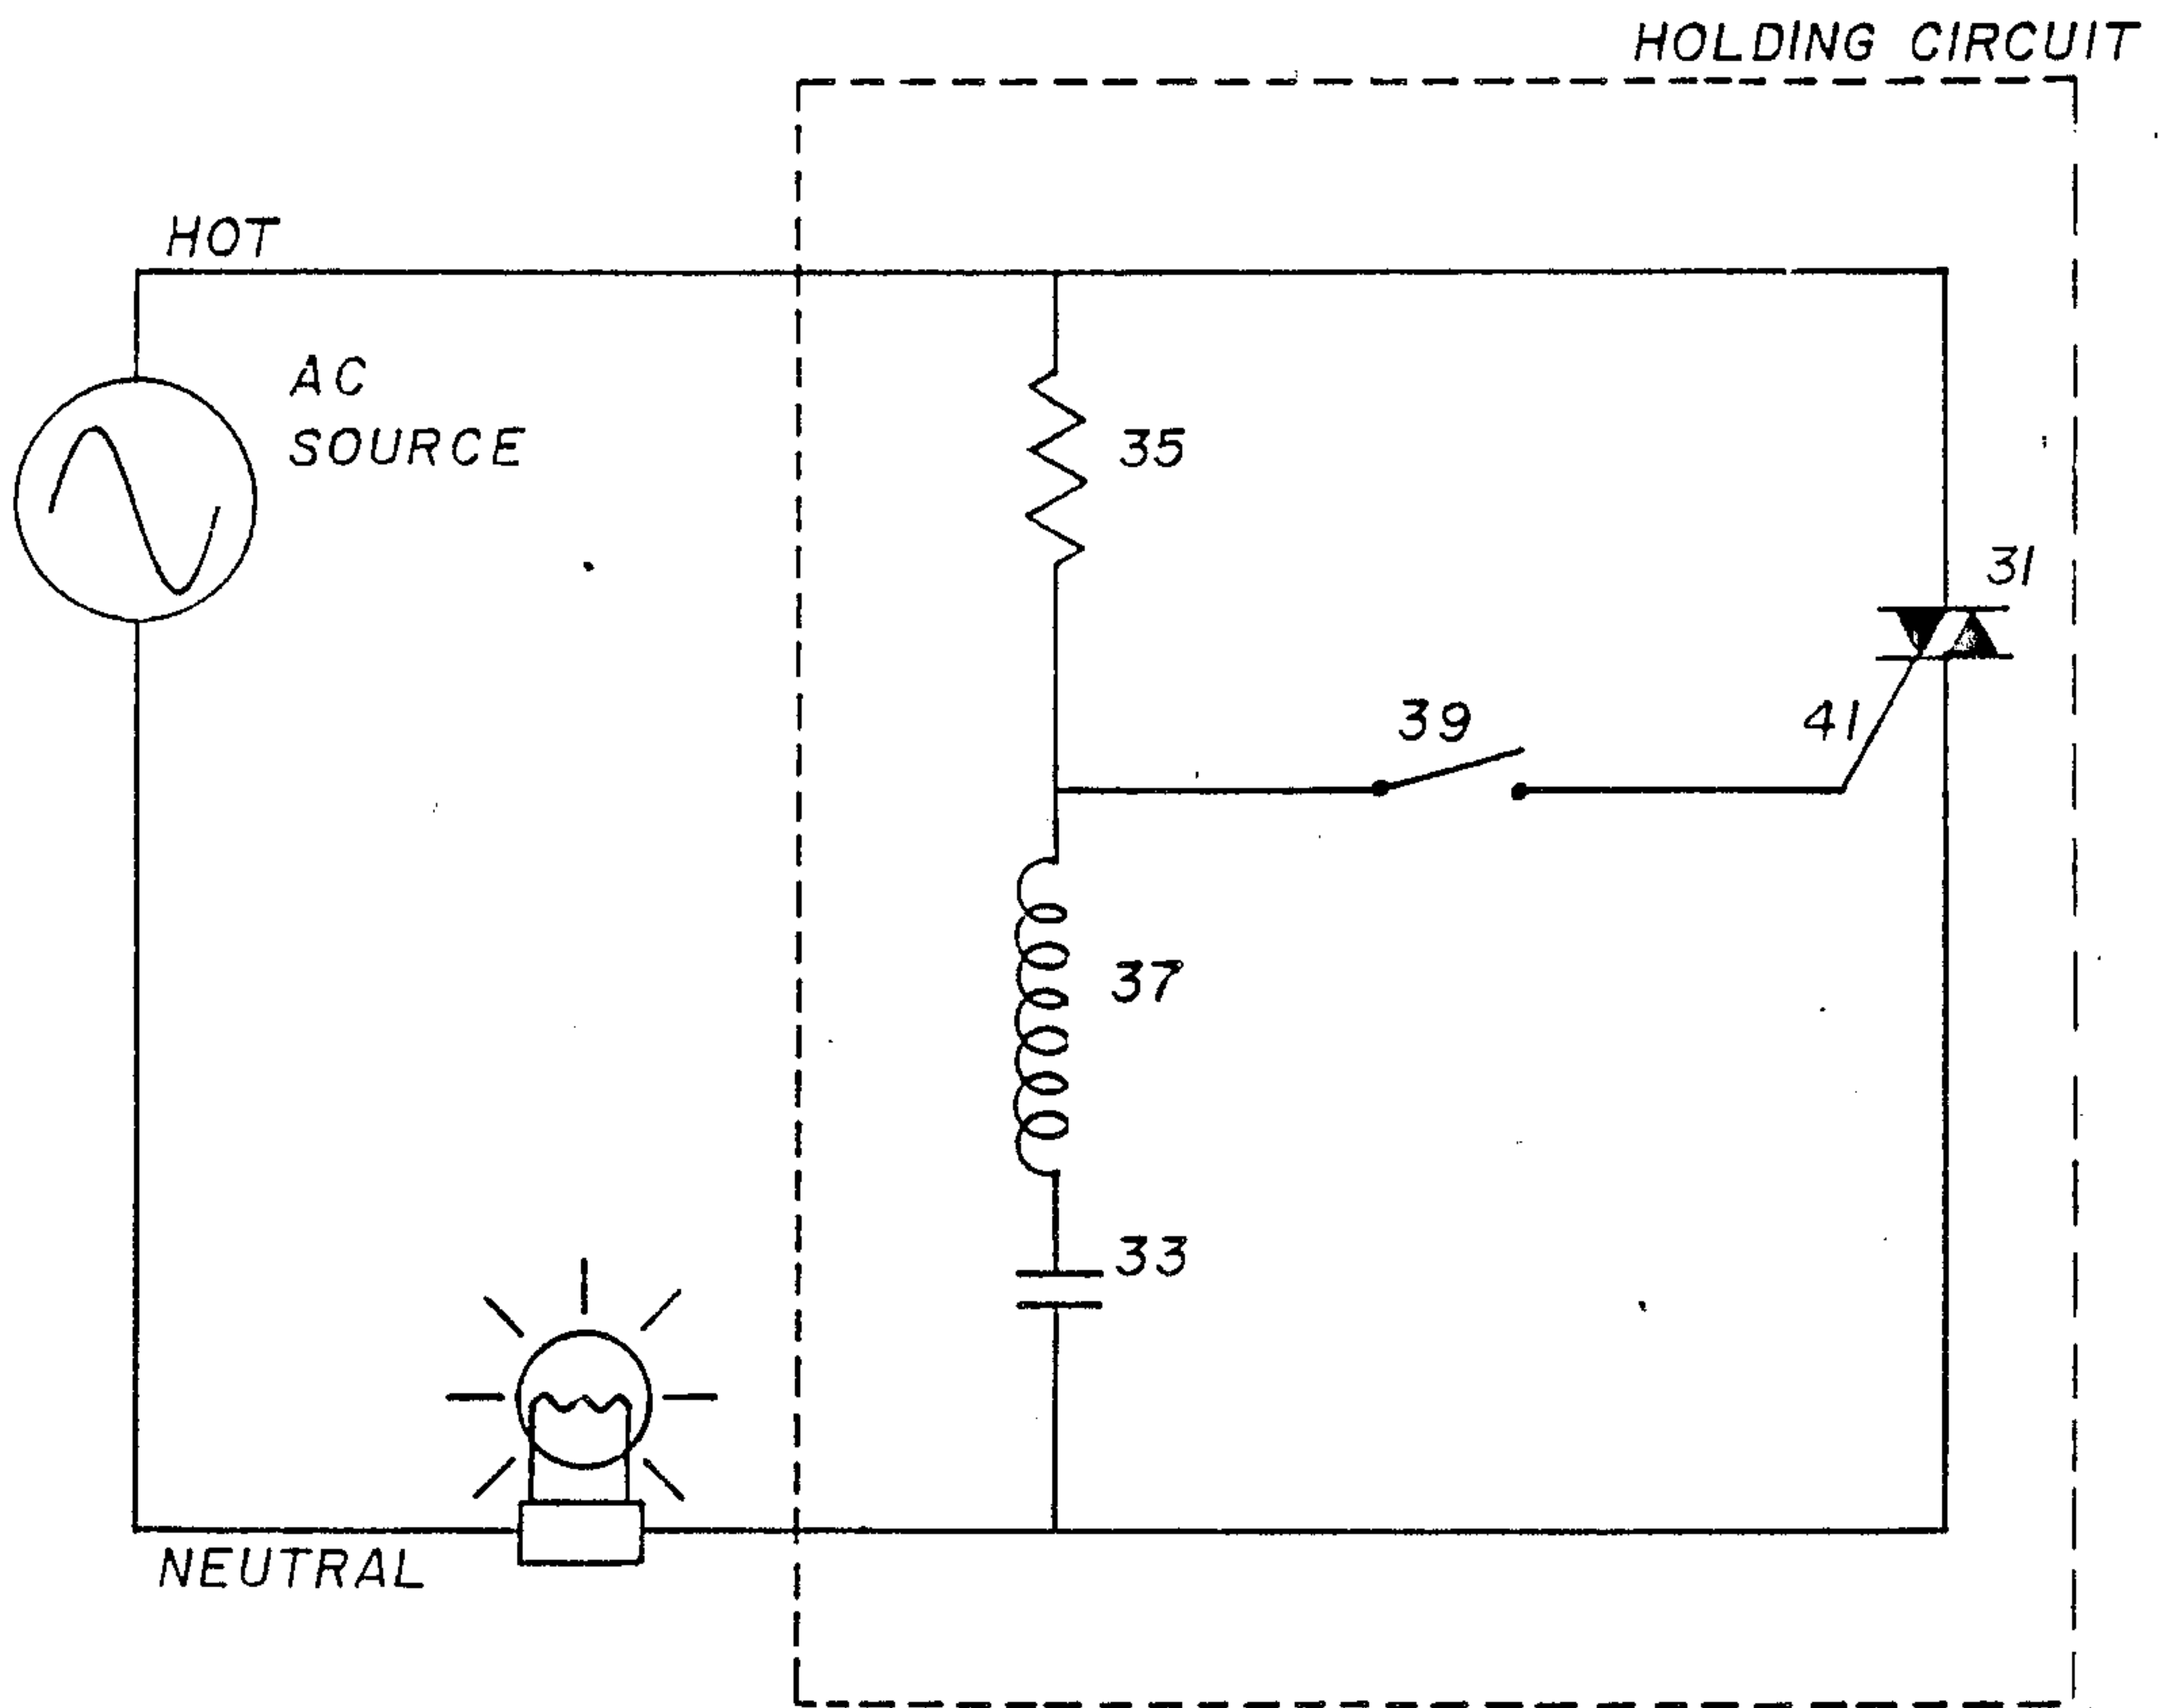 HOLDING CIRCUIT
HOT
AC
SOURCE
35
31
39
41
37
33
NEUTRAL